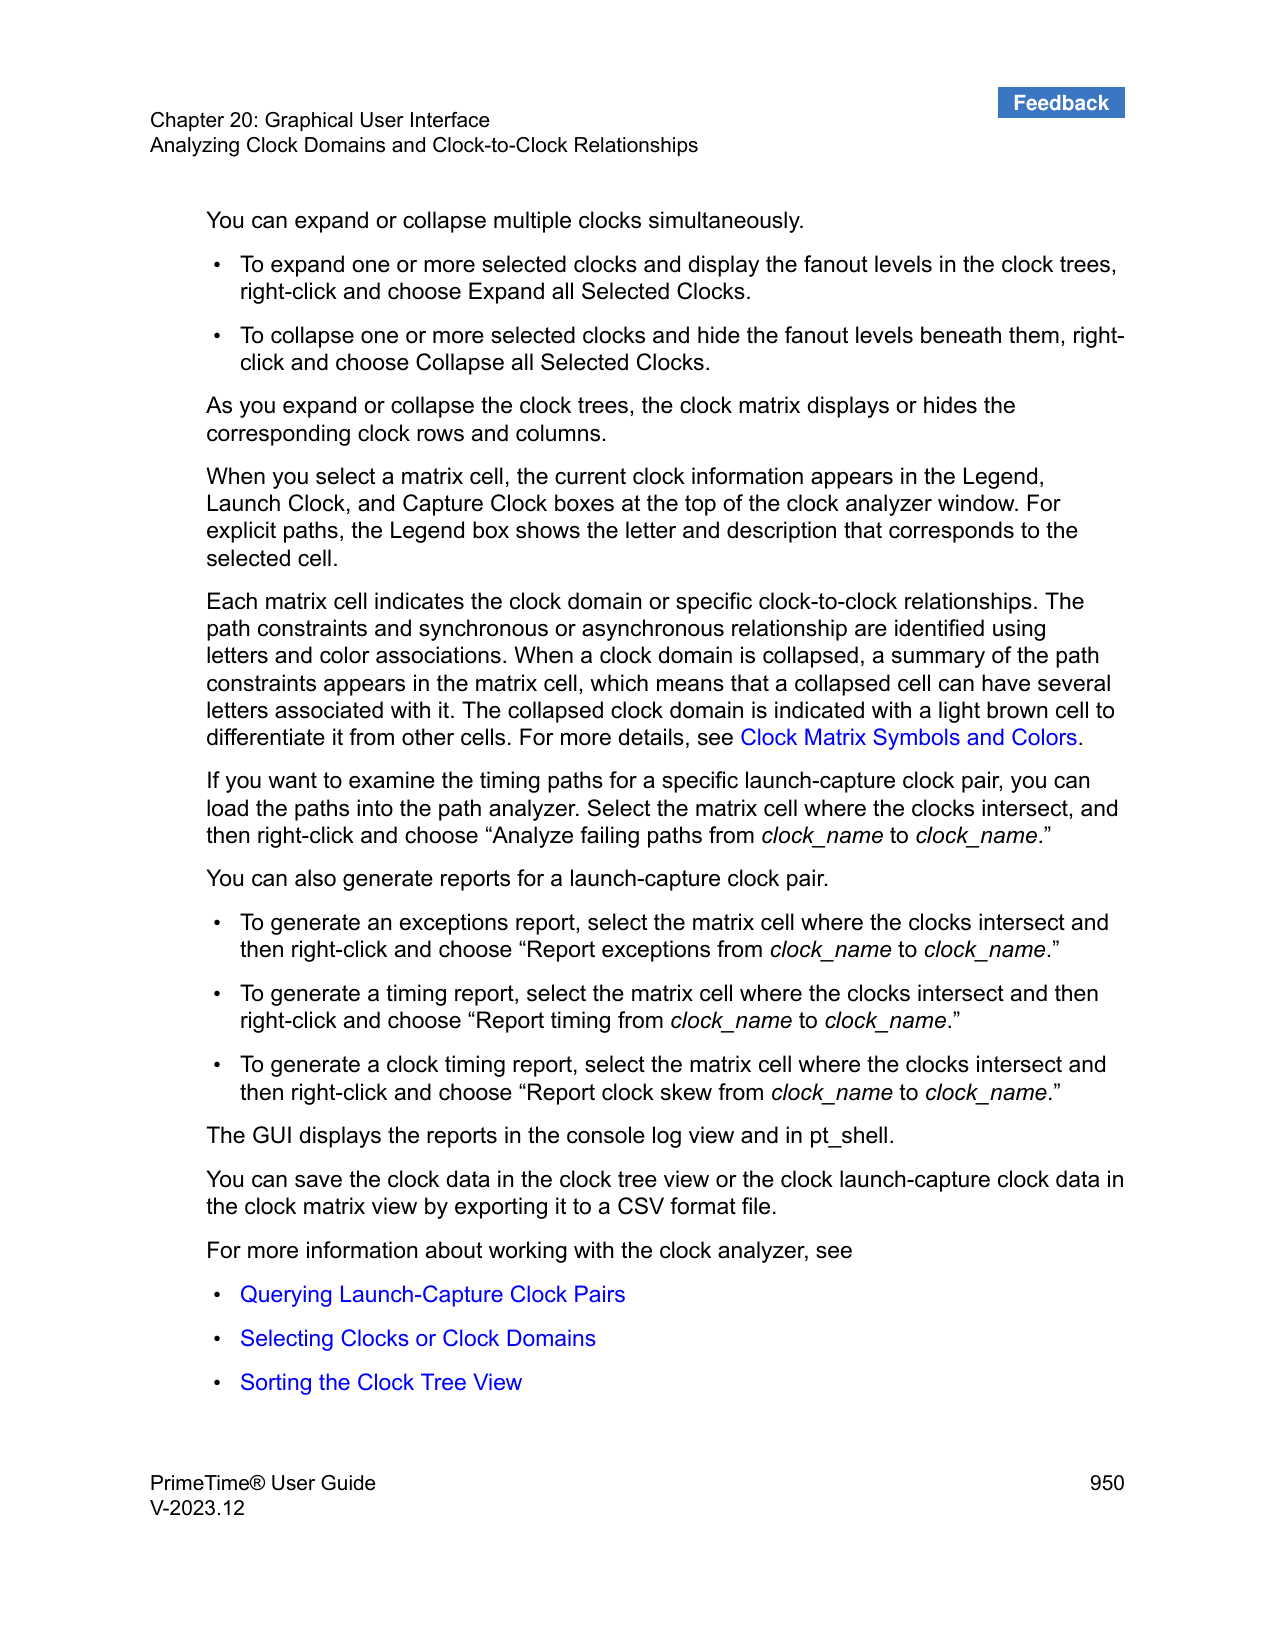 Feedback
Chapter 20: Graphical User Interface
Analyzing Clock Domains and Clock-to-Clock Relationships
You can expand or collapse multiple clocks simultaneously.
• To expand one or more selected clocks and display the fanout levels in the clock trees,
right-click and choose Expand all Selected Clocks.
• To collapse one or more selected clocks and hide the fanout levels beneath them, right-
click and choose Collapse all Selected Clocks.
As you expand or collapse the clock trees, the clock matrix displays or hides the
corresponding clock rows and columns.
When you select a matrix cell, the current clock information appears in the Legend,
Launch Clock, and Capture Clock boxes at the top of the clock analyzer window. For
explicit paths, the Legend box shows the letter and description that corresponds to the
selected cell.
Each matrix cell indicates the clock domain or specific clock-to-clock relationships. The
path constraints and synchronous or asynchronous relationship are identified using
letters and color associations. When a clock domain is collapsed, a summary of the path
constraints appears in the matrix cell, which means that a collapsed cell can have several
letters associated with it. The collapsed clock domain is indicated with a light brown cell to
differentiate it from other cells. For more details, see Clock Matrix Symbols and Colors.
If you want to examine the timing paths for a specific launch-capture clock pair, you can
load the paths into the path analyzer. Select the matrix cell where the clocks intersect, and
then right-click and choose “Analyze failing paths from clock_name to clock_name.”
You can also generate reports for a launch-capture clock pair.
• To generate an exceptions report, select the matrix cell where the clocks intersect and
then right-click and choose “Report exceptions from clock_name to clock_name.”
• To generate a timing report, select the matrix cell where the clocks intersect and then
right-click and choose “Report timing from clock_name to clock_name.”
• To generate a clock timing report, select the matrix cell where the clocks intersect and
then right-click and choose “Report clock skew from clock_name to clock_name.”
The GUI displays the reports in the console log view and in pt_shell.
You can save the clock data in the clock tree view or the clock launch-capture clock data in
the clock matrix view by exporting it to a CSV format file.
For more information about working with the clock analyzer, see
• Querying Launch-Capture Clock Pairs
• Selecting Clocks or Clock Domains
• Sorting the Clock Tree View
PrimeTime® User Guide 950
V-2023.12